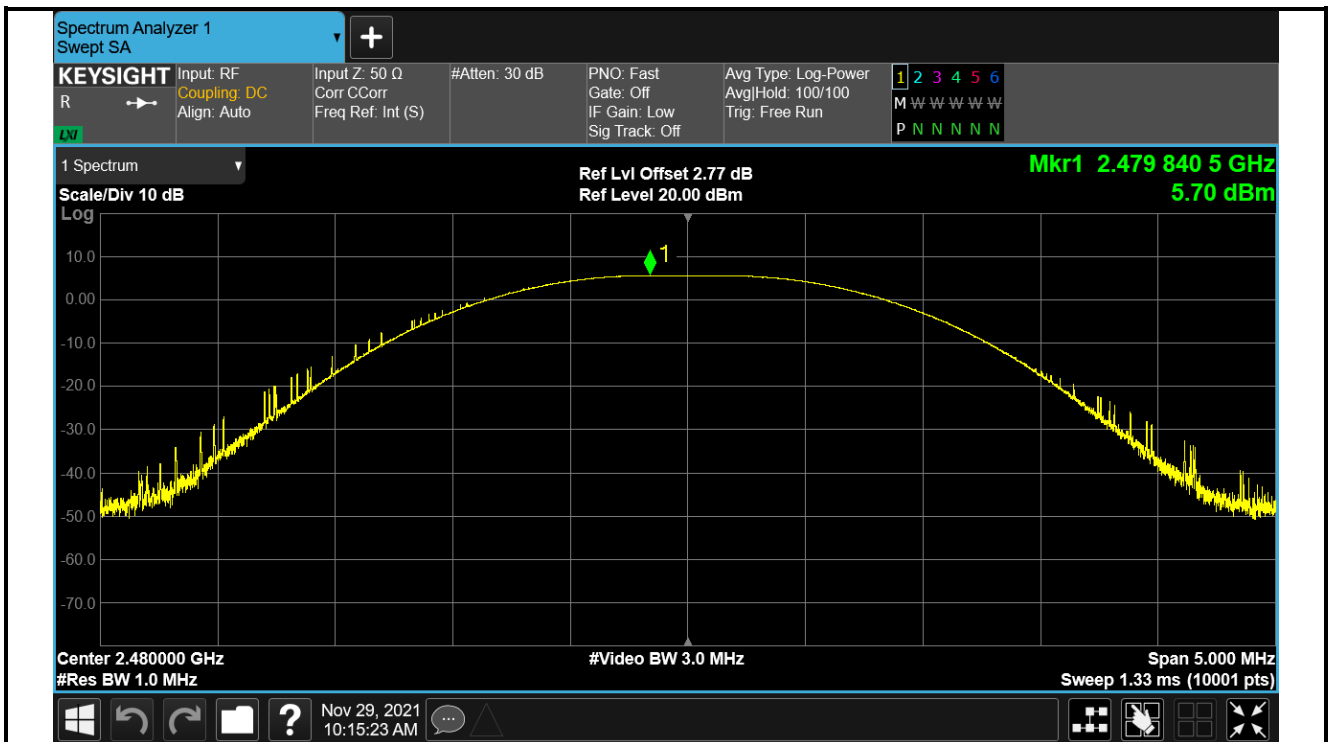 Spectrum Analyzer 1
Swept SA
KEYSIGHT
R
LXI
Input: RF
Coupling: DC
Align: Auto
Input Z: 50 Ω
Corr CCorr
Freq Ref: Int (S)
#Atten: 30 dB
PNO: Fast
Gate: Off
IF Gain: Low
Sig Track: Off
Avg Type: Log-Power
Avg|Hold: 100/100
Trig: Free Run
1 2 3 4 5 6
M W W W W W
P N N N N N
1 Spectrum
Scale/Div 10 dB
Ref Lvl Offset 2.77 dB
Ref Level 20.00 dBm
Mkr1 2.479 840 5 GHz
5.70 dBm
Log
1
10.0
0.00
-10.0
-20.0
-30.0
-40.0
-50.0
-60.0
-70.0
Center 2.480000 GHz
#Video BW 3.0 MHz
Span 5.000 MHz
#Res BW 1.0 MHz
Sweep 1.33 ms (10001 pts)
?
Nov 29, 2021
10:15:23 AM